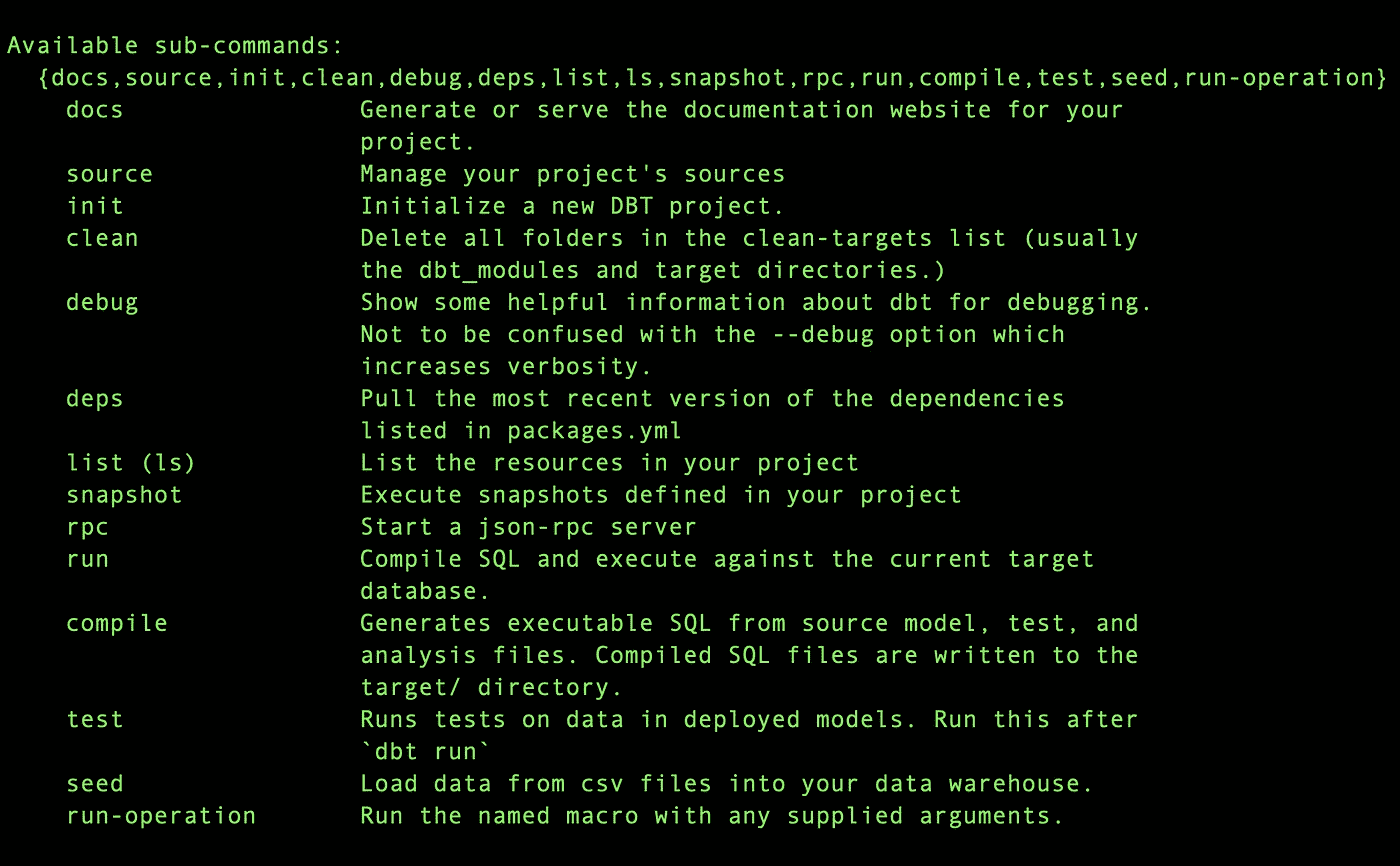 Available sub-commands:
{docs,source,init,clean,debug,deps,list,ls,snapshot,rpc,run,compile,test,seed,run-operation}
docs Generate or serve the documentation website for your
project.
source Manage your project's sources
init Initialize a new DBT project.
clean Delete all folders in the clean-targets list (usually
the dbt_modules and target directories.)
debug Show some helpful information about dbt for debugging.
Not to be confused with the --debug option which
increases verbosity.
deps Pull the most recent version of the dependencies
listed in packages.yml
list (ls) List the resources in your project
snapshot Execute snapshots defined in your project
rpc Start a json-rpc server
run Compile SQL and execute against the current target
database.
compile Generates executable SQL from source model, test, and
analysis files. Compiled SQL files are written to the
target/ directory.
test Runs tests on data in deployed models. Run this after
`dbt run`
seed Load data from csv files into your data warehouse.
run-operation Run the named macro with any supplied arguments.